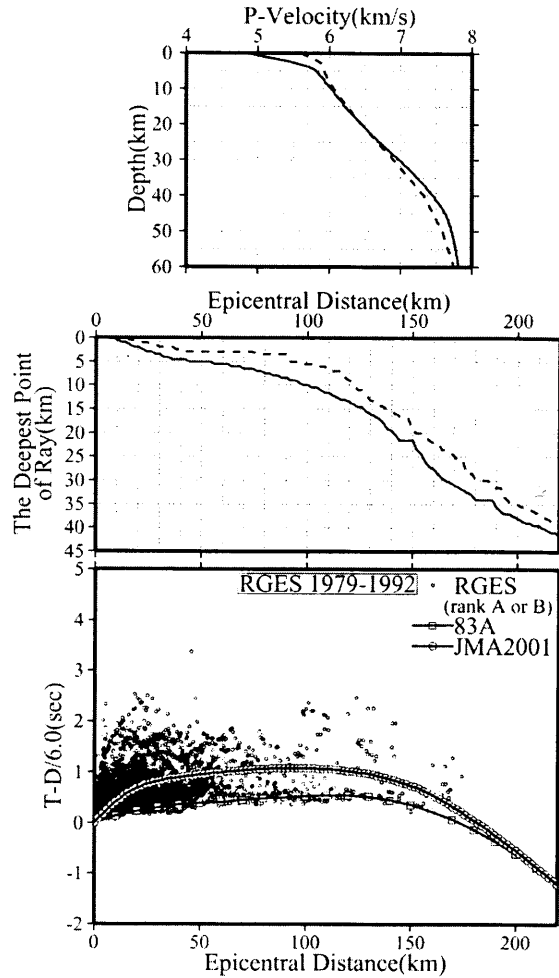 P-Velocity(km/s)
4 5 6 7 8
0
10
20
30
40
50
60
Depth(km)
Epicentral Distance(km)
0 50 100 150 200
0
5
10
15
20
25
30
35
40
45
The Deepest Point
of Ray(km)
RGES 1979-1992
RGES
(rank A or B)
83A
JMA2001
5
4
3
2
1
0
-1
-2
T-D/6.0(sec)
0 50 100 150 200
Epicentral Distance(km)